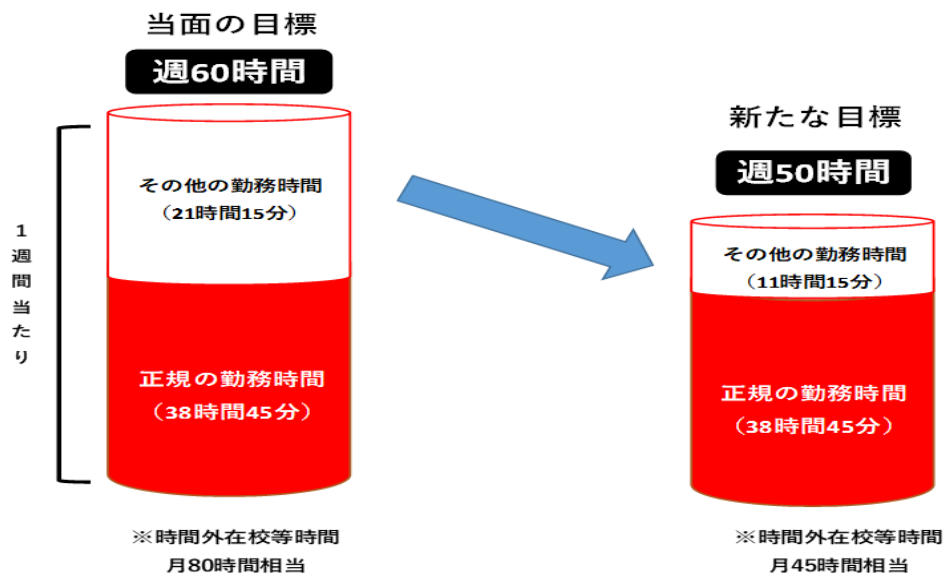 当面の目標
週60時間
その他の勤務時間
（21時間15分）
1週間当たり
正規の勤務時間
（38時間45分）
※時間外在校等時間
月80時間相当
新たな目標
週50時間
その他の勤務時間
（11時間15分）
正規の勤務時間
（38時間45分）
※時間外在校等時間
月45時間相当